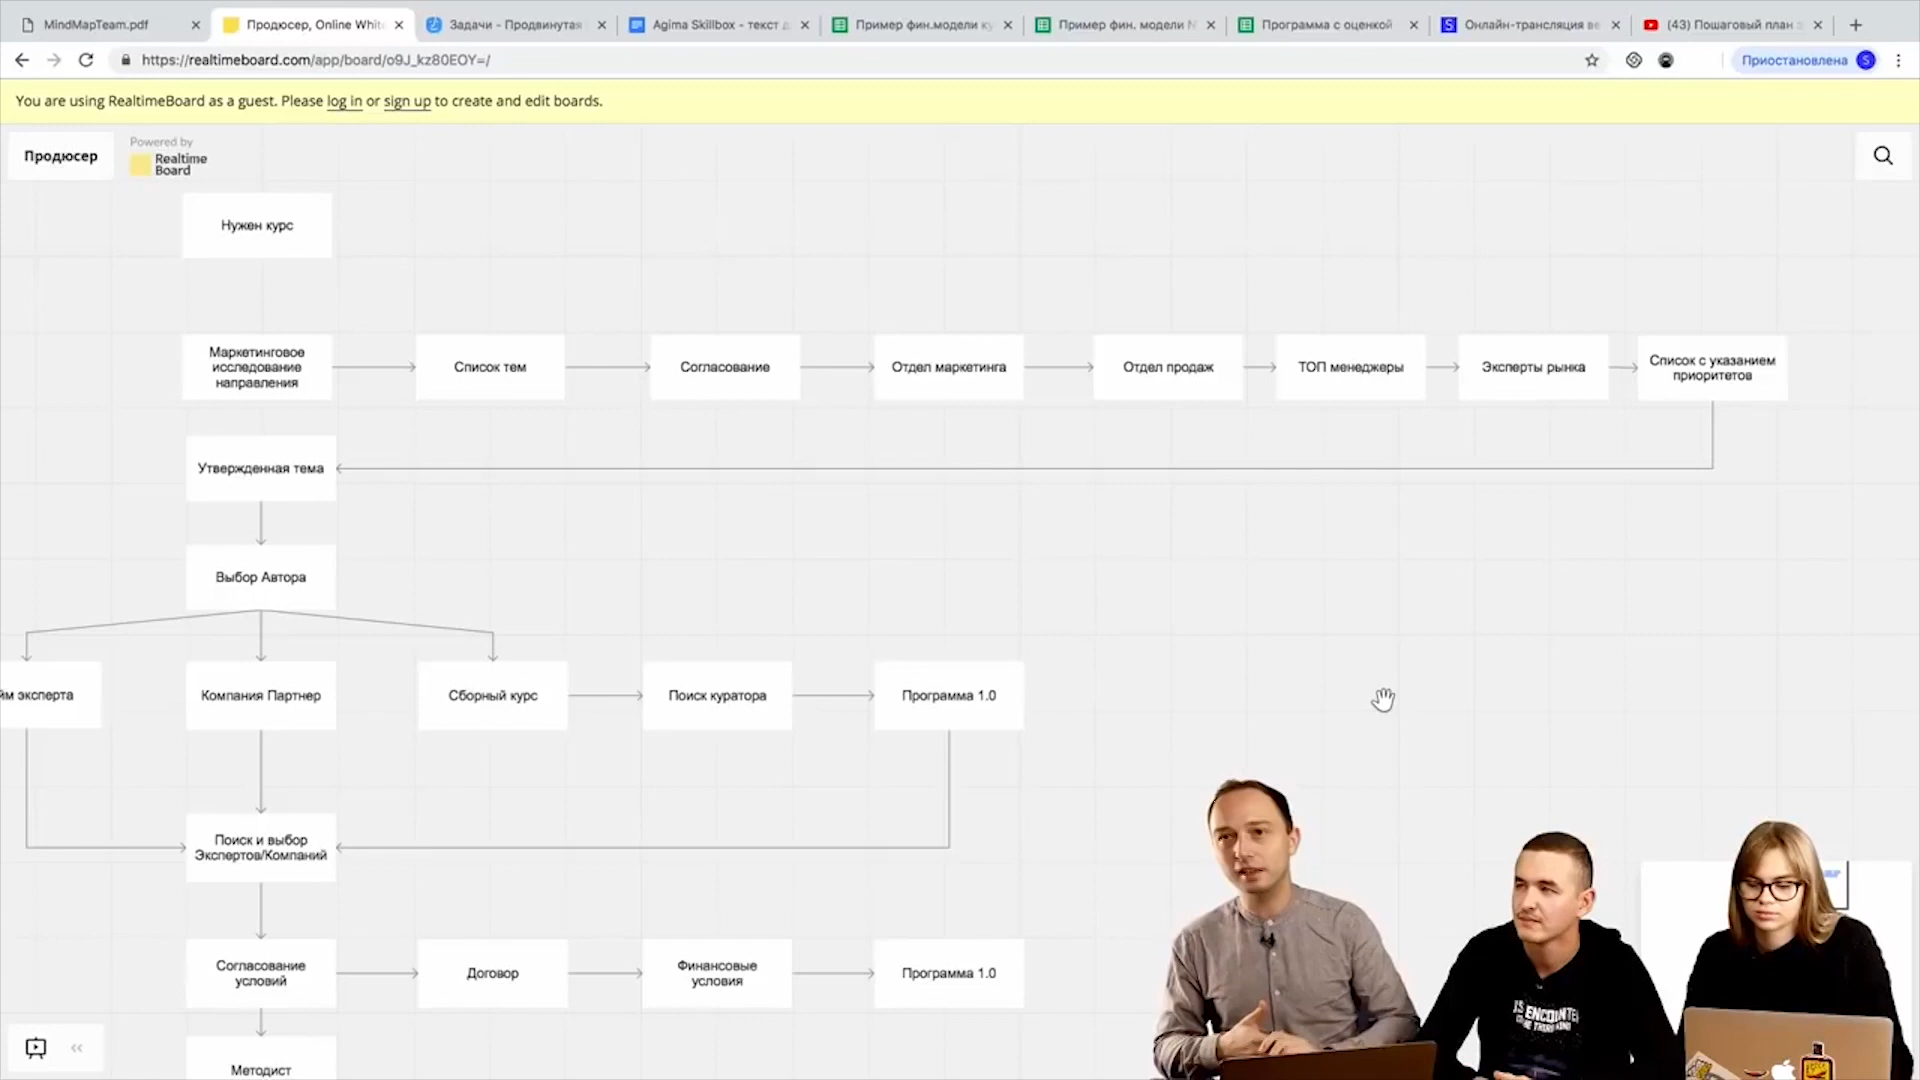 MindMapTeam.pdf
Продюсер, Online White
Задачи - Продвинутая
Agima Skillbox - текст д
Пример фин.модели ку
Пример фин. модели М
Программа с оценкой
Онлайн-трансляция ве
(43) Пошаговый план з
https://realtimeboard.com/app/board/o9J_kz80EOY=/
Приостановлена
S
You are using RealtimeBoard as a guest. Please log in or sign up to create and edit boards.
Продюсер
Powered by
Realtime
Board
Нужен курс
Маркетинговое
исследование
направления
Список тем
Согласование
Отдел маркетинга
Отдел продаж
ТОП менеджеры
Эксперты рынка
Список с указанием
приоритетов
Утвержденная тема
Выбор Автора
йм эксперта
Компания Партнер
Сборный курс
Поиск куратора
Программа 1.0
Поиск и выбор
Экспертов/Компаний
Согласование
условий
Договор
Финансовые
условия
Программа 1.0
Методист